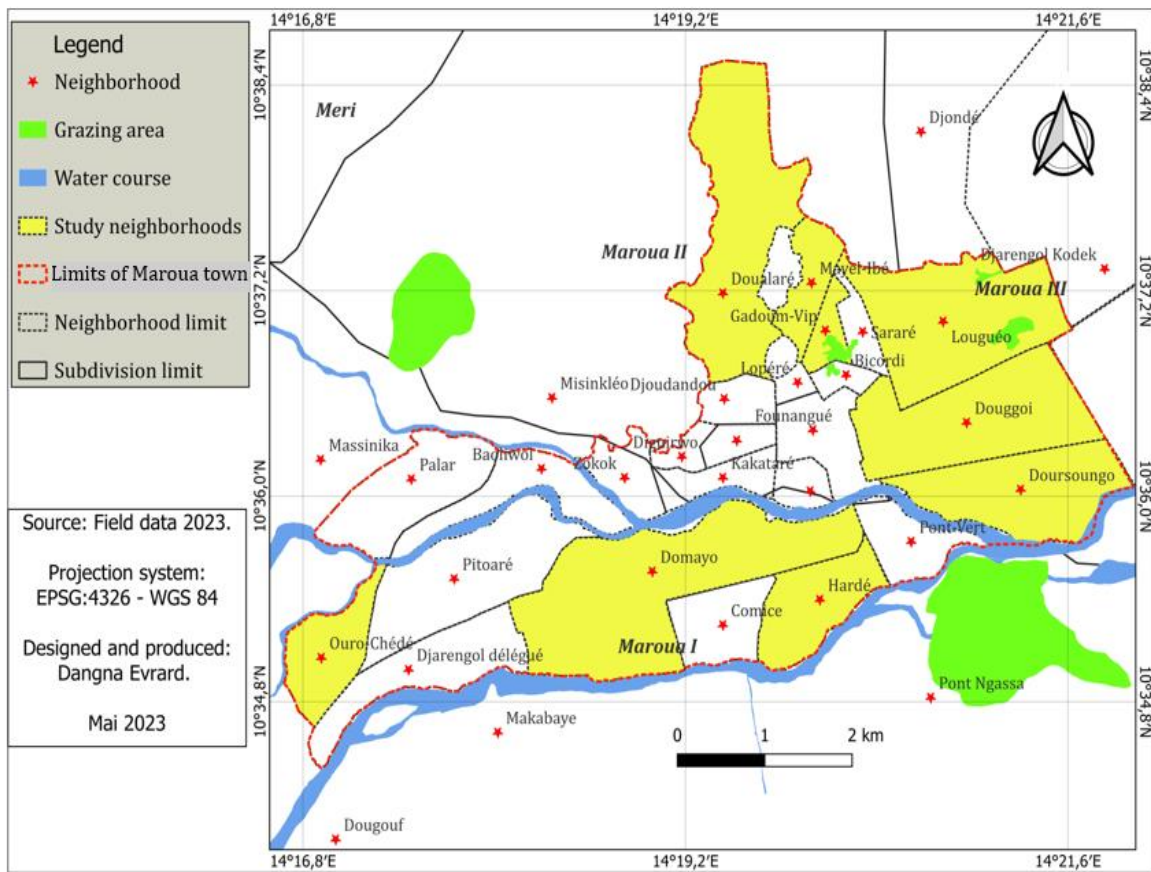 14°16,8′E
14°19,2′E
14°21,6′E
Legend
Neighborhood
Grazing area
Water course
Study neighborhoods
Limits of Maroua town
Neighborhood limit
Subdivision limit
Source: Field data 2023.
Projection system:
EPSG:4326 - WGS 84
Designed and produced:
Dangna Evrard.
Mai 2023
10°38,4′N
10°37,2′N
10°36,0′N
10°34,8′N
10°38,4′N
10°37,2′N
10°36,0′N
10°34,8′N
Meri
Djondé
Maroua II
Djarengol Kodek
Doualaré
Moyel-Ibé
Maroua III
Gadoum-Vip
Sararé
Louguéo
Lopéré
Bicordi
Misinkléo
Djoudandou
Founangué
Douggoi
Massinika
Palar
Bachwol
Zokok
Kakataré
Doursoungo
Pont-Vert
Pitoaré
Domayo
Hardé
Comice
Ouro-Chédé
Djarengol délégué
Maroua I
Pont Ngassa
Makabaye
0 1 2 km
Dougouf
14°16,8′E
14°19,2′E
14°21,6′E